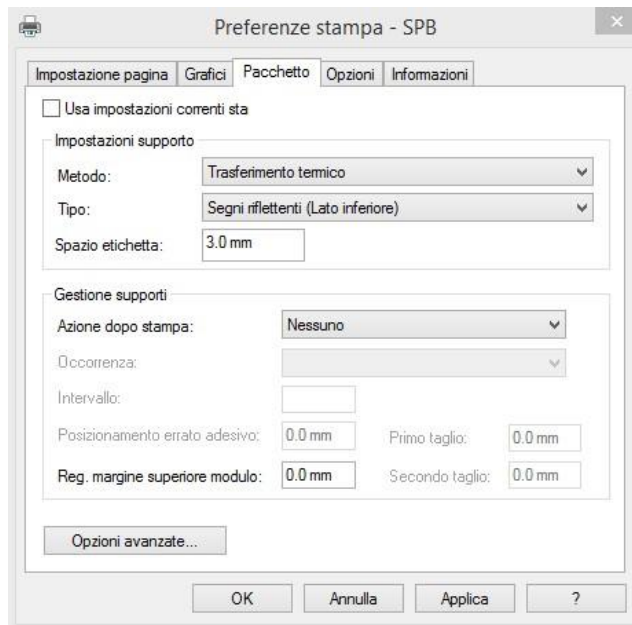 Preferenze stampa - SPB
Impostazione pagina Grafici Pacchetto Opzioni Informazioni
Usa impostazioni correnti sta
Impostazioni supporto
Metodo: Trasferimento termico
Tipo: Segni riflettenti (Lato inferiore)
Spazio etichetta: 3.0 mm
Gestione supporti
Azione dopo stampa: Nessuno
Occorrenza:
Intervallo:
Posizionamento errato adesivo: 0.0 mm Primo taglio: 0.0 mm
Reg. margine superiore modulo: 0.0 mm Secondo taglio: 0.0 mm
Opzioni avanzate...
OK Annulla Applica ?